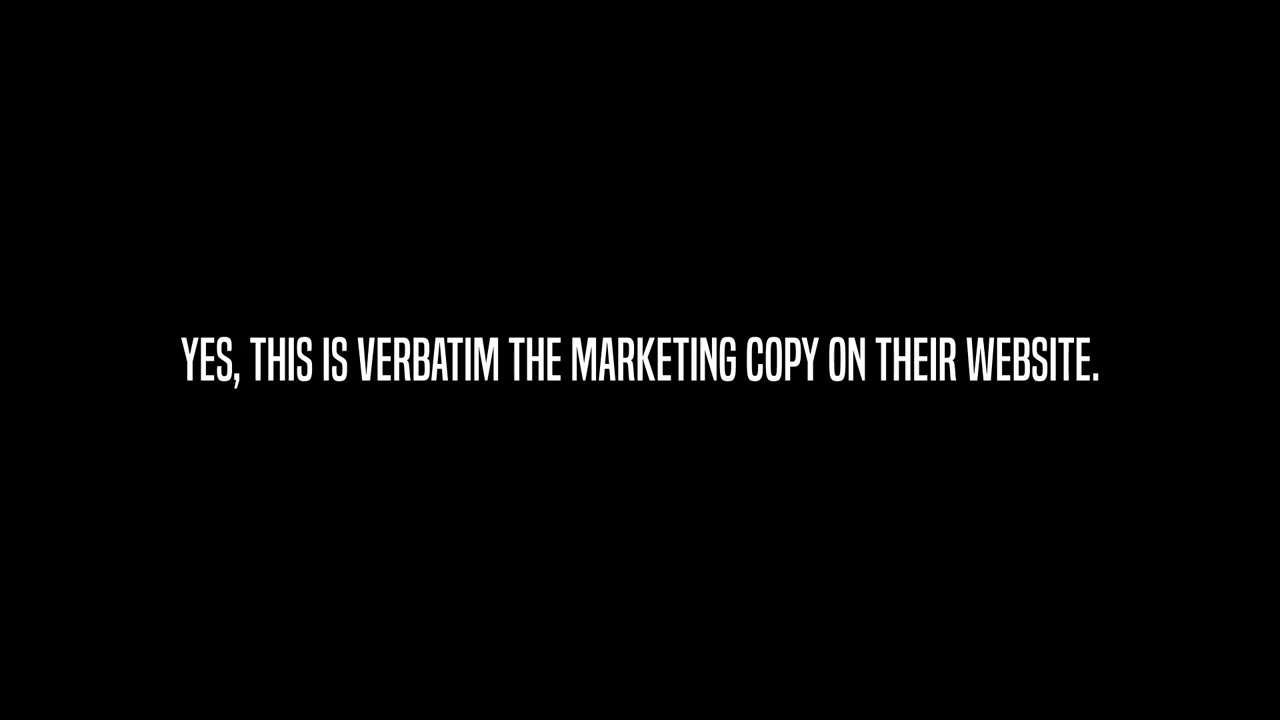 YES, THIS IS VERBATIM THE MARKETING COPY ON THEIR WEBSITE.